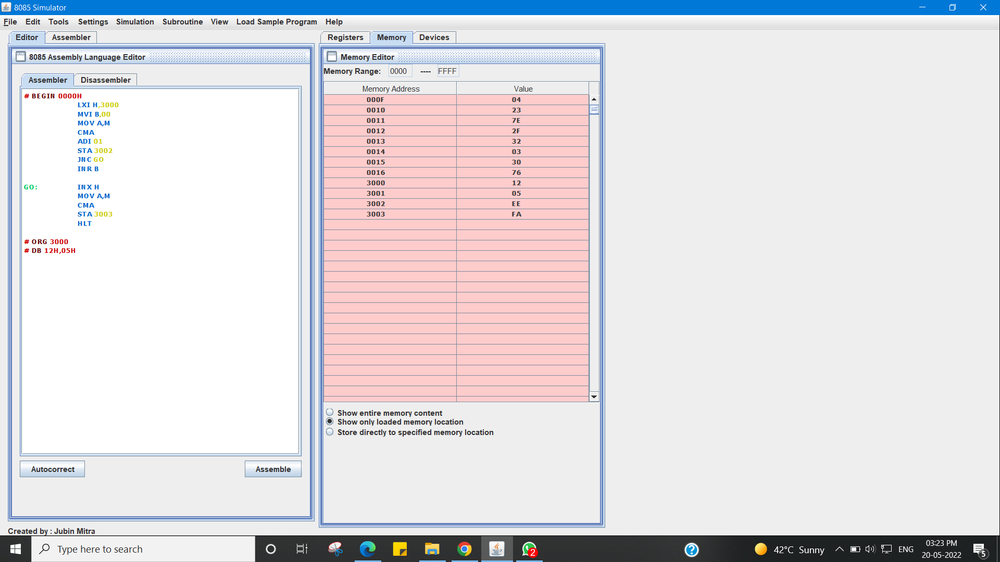 8085 Simulator
File Edit Tools Settings Simulation Subroutine View Load Sample Program Help
Editor Assembler
8085 Assembly Language Editor
Assembler Disassembler
# BEGIN 0000H
LXI H,3000
MVI B,00
MOV A,M
CMA
ADI 01
STA 3002
JNC GO
INR B
GO: INX H
MOV A,M
CMA
STA 3003
HLT
# ORG 3000
# DB 12H,05H
Autocorrect Assemble
Created by : Jubin Mitra
Registers Memory Devices
Memory Editor
Memory Range: 0000 ---- FFFF
Memory Address Value
000F 04
0010 23
0011 7E
0012 2F
0013 32
0014 03
0015 30
0016 76
3000 12
3001 05
3002 EE
3003 FA
Show entire memory content
Show only loaded memory location
Store directly to specified memory location
Type here to search
2
42°C Sunny
ENG
03:23 PM
20-05-2022
5